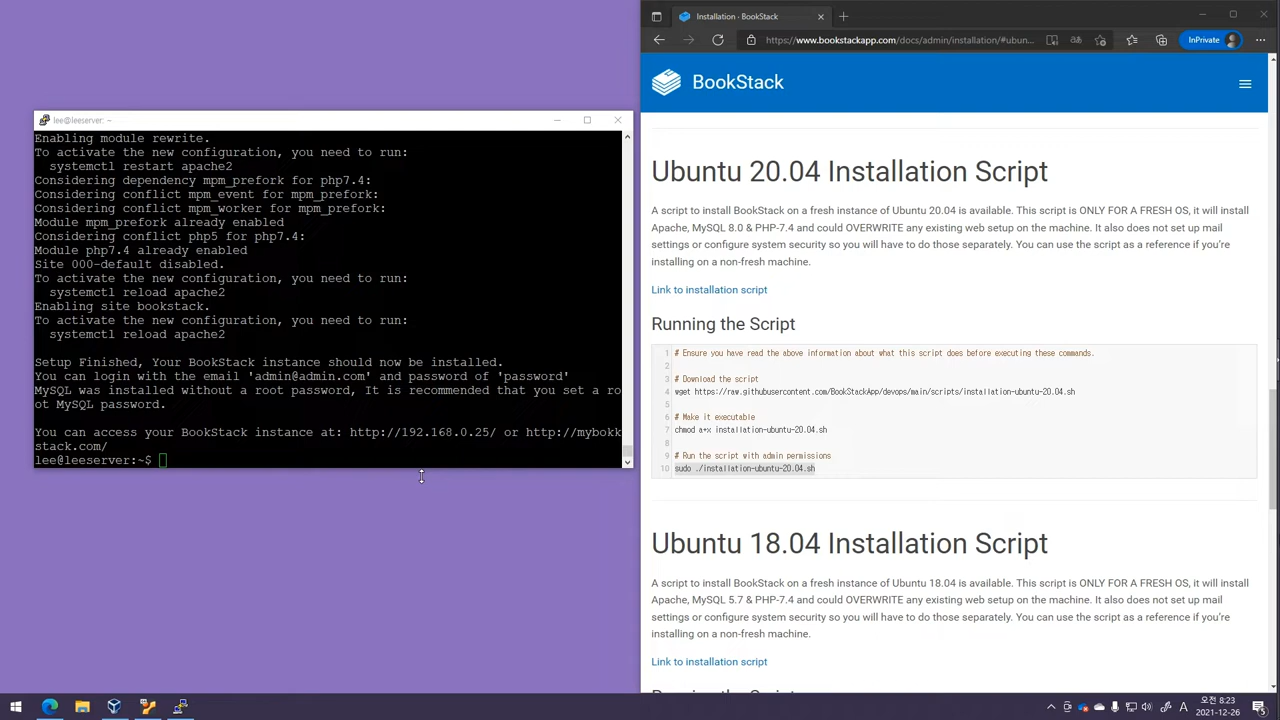 lee@leeserver: ~
Enabling module rewrite.
To activate the new configuration, you need to run:
systemctl restart apache2
Considering dependency mpm_prefork for php7.4:
Considering conflict mpm_event for mpm_prefork:
Considering conflict mpm_worker for mpm_prefork:
Module mpm_prefork already enabled
Considering conflict php5 for php7.4:
Module php7.4 already enabled
Site 000-default disabled.
To activate the new configuration, you need to run:
systemctl reload apache2
Enabling site bookstack.
To activate the new configuration, you need to run:
systemctl reload apache2
Setup Finished, Your BookStack instance should now be installed.
You can login with the email 'admin@admin.com' and password of 'password'
MySQL was installed without a root password, It is recommended that you set a ro
ot MySQL password.
You can access your BookStack instance at: http://192.168.0.25/ or http://mybokk
stack.com/
lee@leeserver:~$
Installation · BookStack
https://www.bookstackapp.com/docs/admin/installation/#ubun...
InPrivate
BookStack
Ubuntu 20.04 Installation Script
A script to install BookStack on a fresh instance of Ubuntu 20.04 is available. This script is ONLY FOR A FRESH OS, it will install
Apache, MySQL 8.0 & PHP-7.4 and could OVERWRITE any existing web setup on the machine. It also does not set up mail
settings or configure system security so you will have to do those separately. You can use the script as a reference if you're
installing on a non-fresh machine.
Link to installation script
Running the Script
1 # Ensure you have read the above information about what this script does before executing these commands.
2
3 # Download the script
4 wget https://raw.githubusercontent.com/BookStackApp/devops/main/scripts/installation-ubuntu-20.04.sh
5
6 # Make it executable
7 chmod a+x installation-ubuntu-20.04.sh
8
9 # Run the script with admin permissions
10 sudo ./installation-ubuntu-20.04.sh
Ubuntu 18.04 Installation Script
A script to install BookStack on a fresh instance of Ubuntu 18.04 is available. This script is ONLY FOR A FRESH OS, it will install
Apache, MySQL 5.7 & PHP-7.4 and could OVERWRITE any existing web setup on the machine. It also does not set up mail
settings or configure system security so you will have to do those separately. You can use the script as a reference if you're
installing on a non-fresh machine.
Link to installation script
Running the Script
A
오전 8:23
2021-12-26